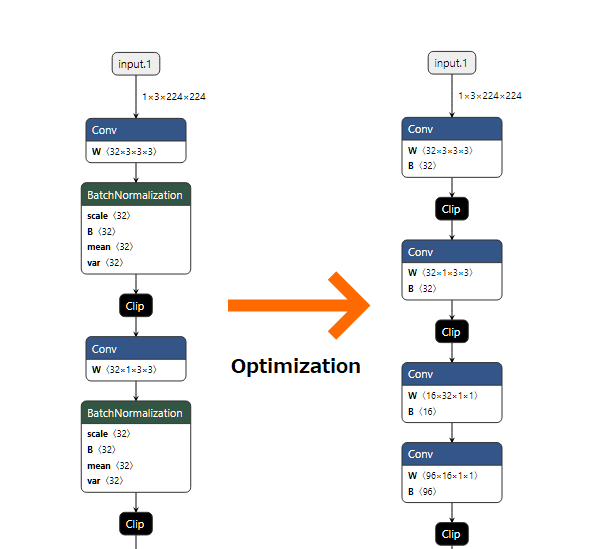 input.1
1×3×224×224
Conv
W 〈32×3×3×3〉
BatchNormalization
scale 〈32〉
B 〈32〉
mean 〈32〉
var 〈32〉
Clip
Conv
W 〈32×1×3×3〉
BatchNormalization
scale 〈32〉
B 〈32〉
mean 〈32〉
var 〈32〉
Clip
Optimization
input.1
1×3×224×224
Conv
W 〈32×3×3×3〉
B 〈32〉
Clip
Conv
W 〈32×1×3×3〉
B 〈32〉
Clip
Conv
W 〈16×32×1×1〉
B 〈16〉
Conv
W 〈96×16×1×1〉
B 〈96〉
Clip